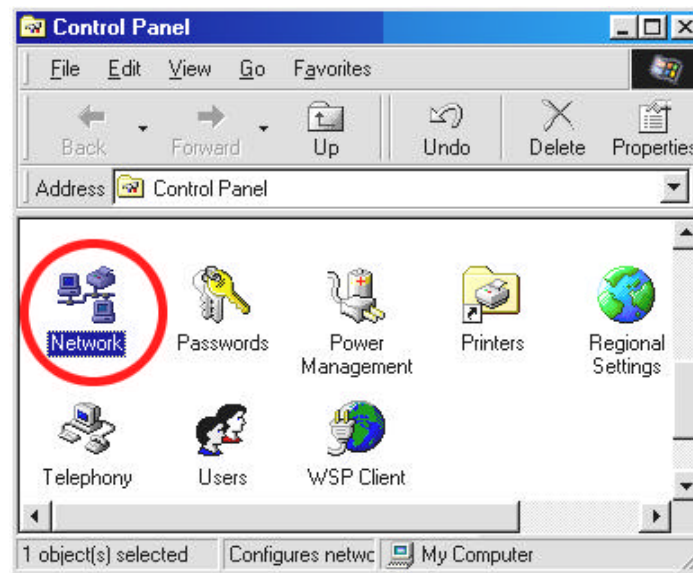 Control Panel
File Edit View Go Favorites
Back Forward Up Undo Delete Properties
Address Control Panel
Network Passwords Power Management Printers Regional Settings
Telephony Users WSP Client
1 object(s) selected Configures netwc My Computer